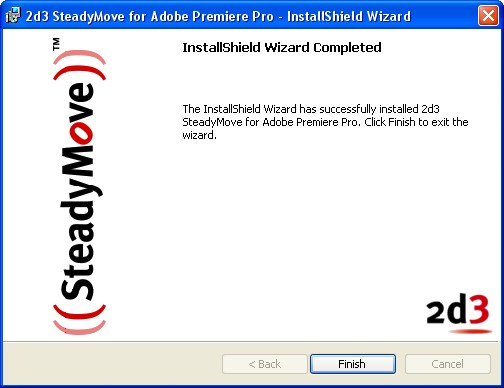 2d3 SteadyMove for Adobe Premiere Pro - InstallShield Wizard
((SteadyMove))™
InstallShield Wizard Completed
The InstallShield Wizard has successfully installed 2d3
SteadyMove for Adobe Premiere Pro. Click Finish to exit the
wizard.
2d3
< Back
Finish
Cancel